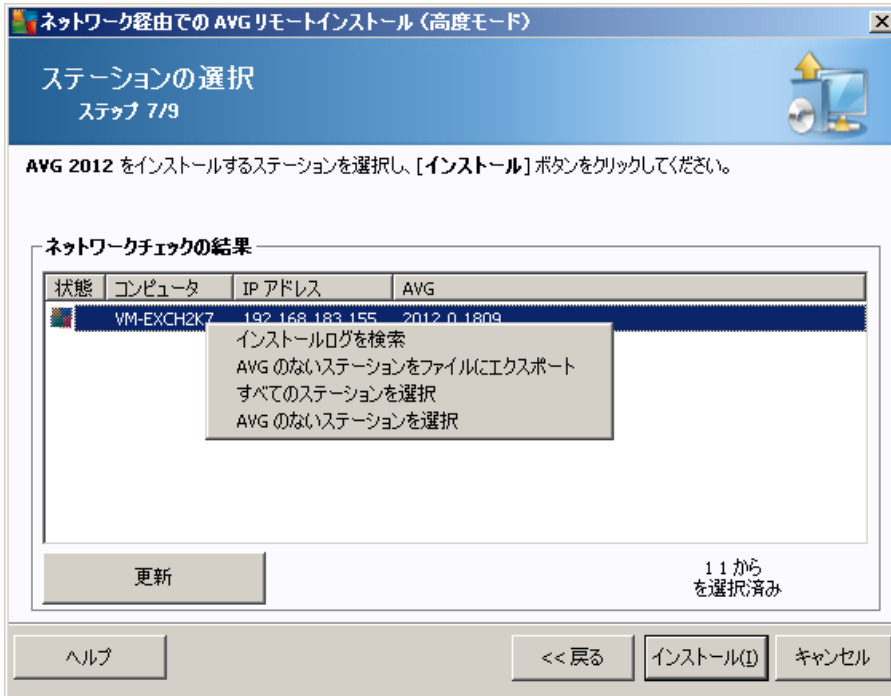 ネットワーク経由での AVG リモートインストール (高度モード)
ステーションの選択
ステップ 7/9
AVG 2012 をインストールするステーションを選択し、[インストール] ボタンをクリックしてください。
ネットワークチェックの結果
状態 コンピュータ IP アドレス AVG
VM-EXCH2K7 192.168.183.155 2012.0.1809
インストールログを検索
AVG のないステーションをファイルにエクスポート
すべてのステーションを選択
AVG のないステーションを選択
更新
1 1 から
を選択済み
ヘルプ
<< 戻る
インストール(I)
キャンセル